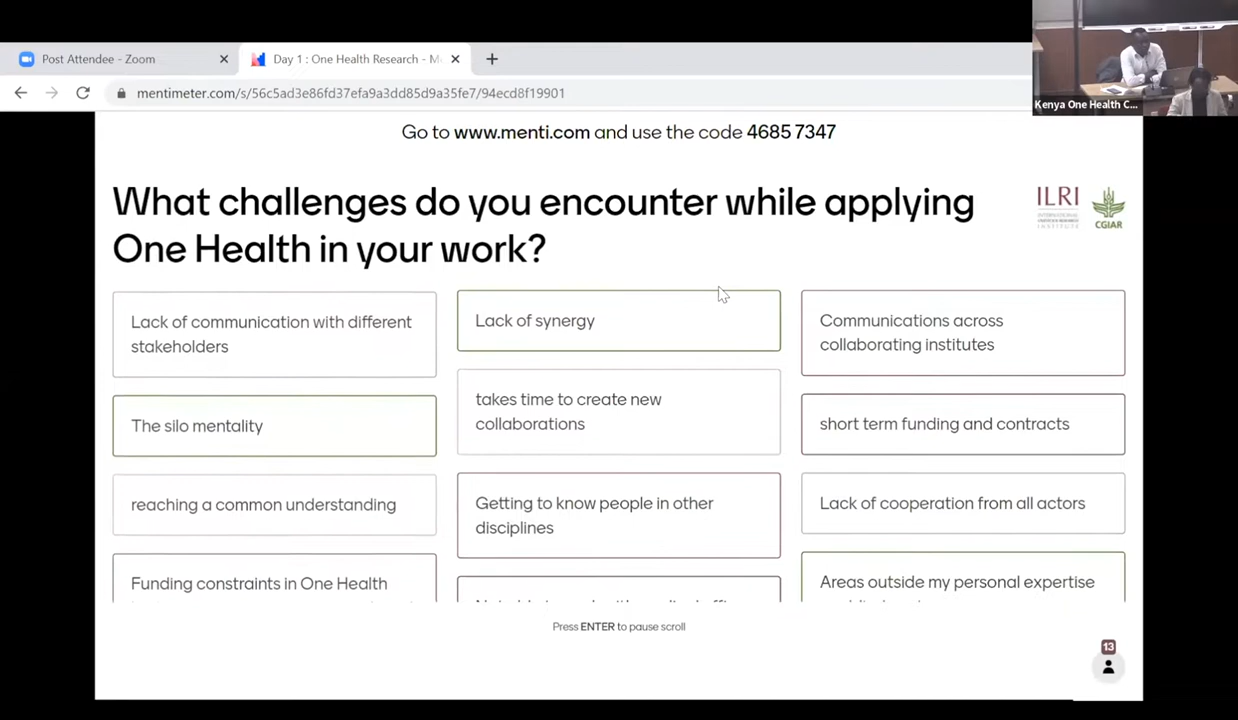 Post Attendee - Zoom
Day 1 : One Health Research - M
mentimeter.com/s/56c5ad3e86fd37efa9a3dd85d9a35fe7/94ecd8f19901
Kenya One Health C...
Go to www.menti.com and use the code 4685 7347
What challenges do you encounter while applying
One Health in your work?
ILRI
INTERNATIONAL
LIVESTOCK RESEARCH
INSTITUTE
CGIAR
Lack of communication with different
stakeholders
The silo mentality
reaching a common understanding
Funding constraints in One Health
Lack of synergy
takes time to create new
collaborations
Getting to know people in other
disciplines
Communications across
collaborating institutes
short term funding and contracts
Lack of cooperation from all actors
Areas outside my personal expertise
Press ENTER to pause scroll
13